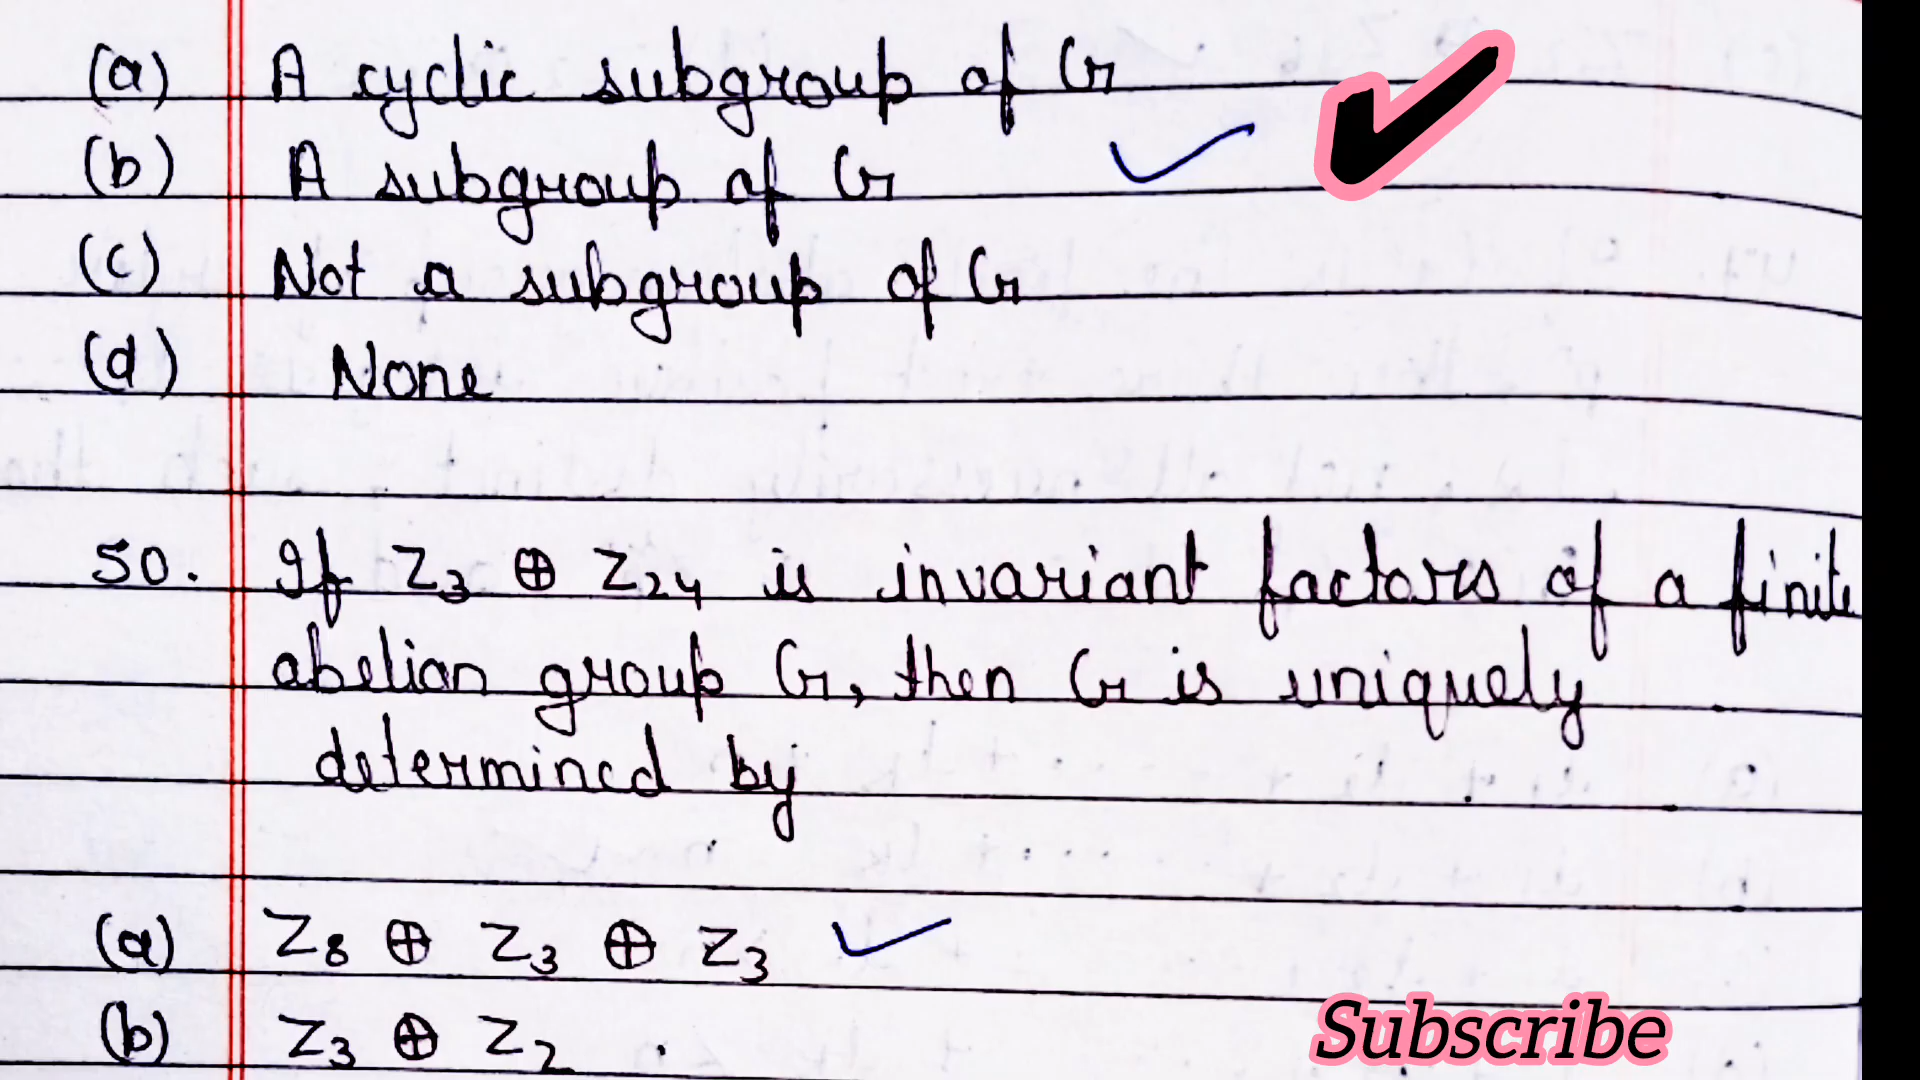 (a) A cyclic subgroup of G
(b) A subgroup of G
(c) Not a subgroup of G
(d) None
50. If Z₃ ⊕ Z₂₄ is invariant factors of a finite
abelian group G, then G is uniquely
determined by
(a) Z₈ ⊕ Z₃ ⊕ Z₃
(b) Z₃ ⊕ Z₂
Subscribe